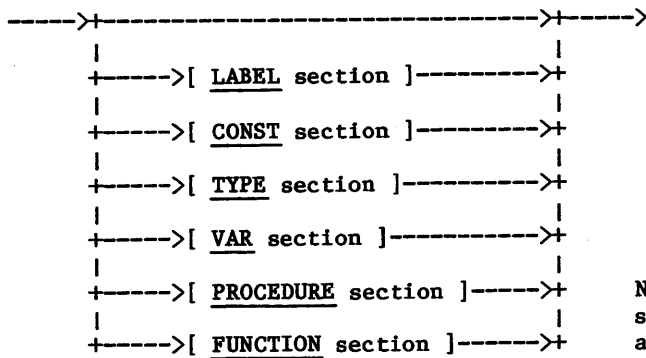 ----->+----------------------------->+----->
|                              |
+----->[ LABEL section ]--------->+
|                              |
+----->[ CONST section ]--------->+
|                              |
+----->[ TYPE section ]---------->+
|                              |
+----->[ VAR section ]----------->+
|                              |
+----->[ PROCEDURE section ]----->+ N
|                              | s
+----->[ FUNCTION section ]------>+ a